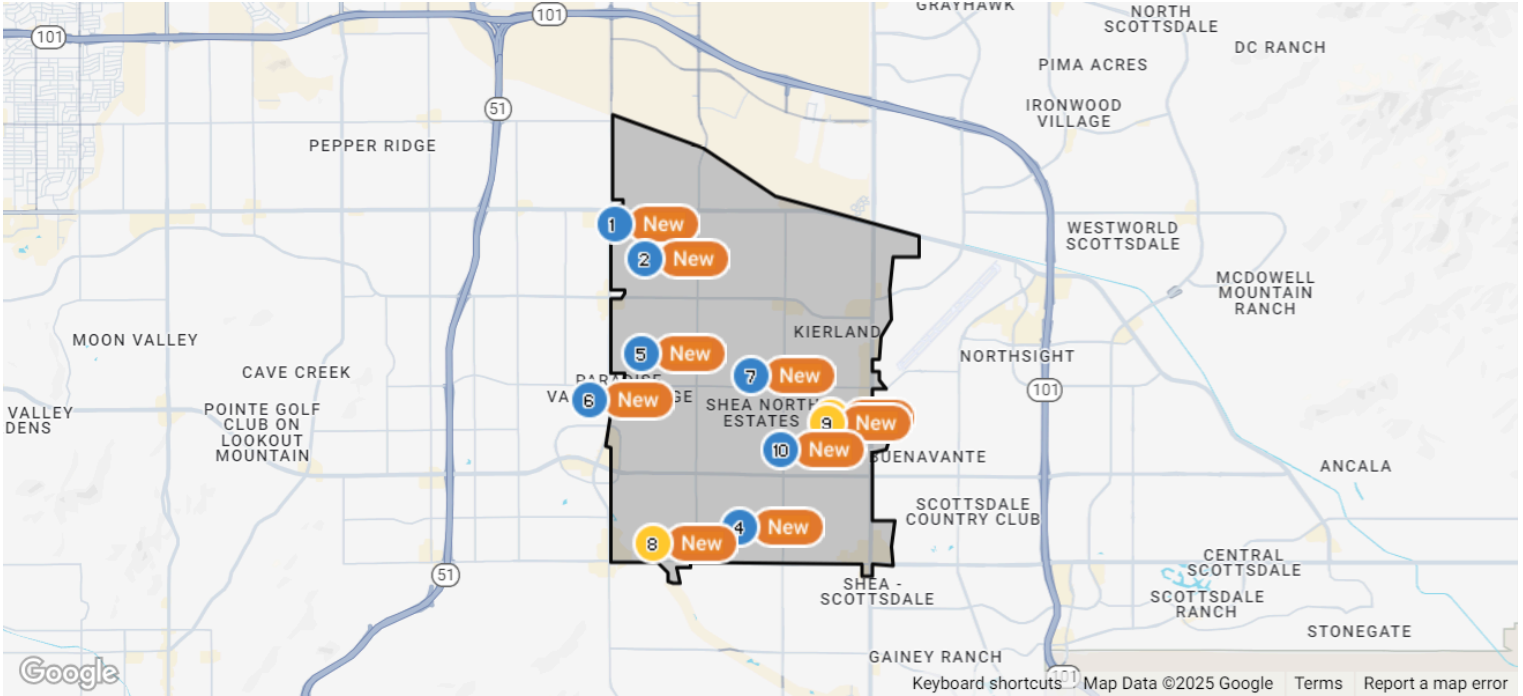 101
GRAYHAWK
NORTH
SCOTTSDALE
101
DC RANCH
PIMA ACRES
51
IRONWOOD
VILLAGE
PEPPER RIDGE
1 New
WESTWORLD
SCOTTSDALE
2 New
MCDOWELL
MOUNTAIN
RANCH
KIERLAND
MOON VALLEY
5 New
NORTHSIGHT
CAVE CREEK
7 New
101
6 New
VALLEY
DENS
POINTE GOLF
CLUB ON
LOOKOUT
MOUNTAIN
SHEA NORTH
ESTATES
9 New
10 New
BUENAVANTE
ANCALA
SCOTTSDALE
COUNTRY CLUB
4 New
8 New
CENTRAL
SCOTTSDALE
51
SHEA -
SCOTTSDALE
SCOTTSDALE
RANCH
STONEGATE
GAINEY RANCH
101
Google
Keyboard shortcuts
Map Data ©2025 Google
Terms
Report a map error